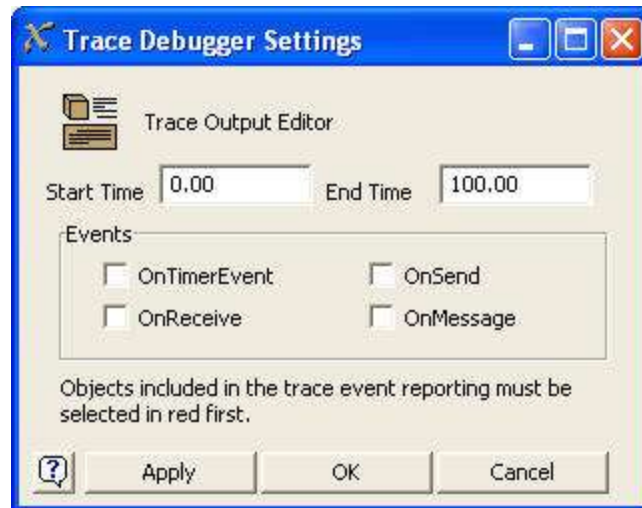 Trace Debugger Settings
Trace Output Editor
Start Time 0.00 End Time 100.00
Events
OnTimerEvent OnSend
OnReceive OnMessage
Objects included in the trace event reporting must be
selected in red first.
? Apply OK Cancel